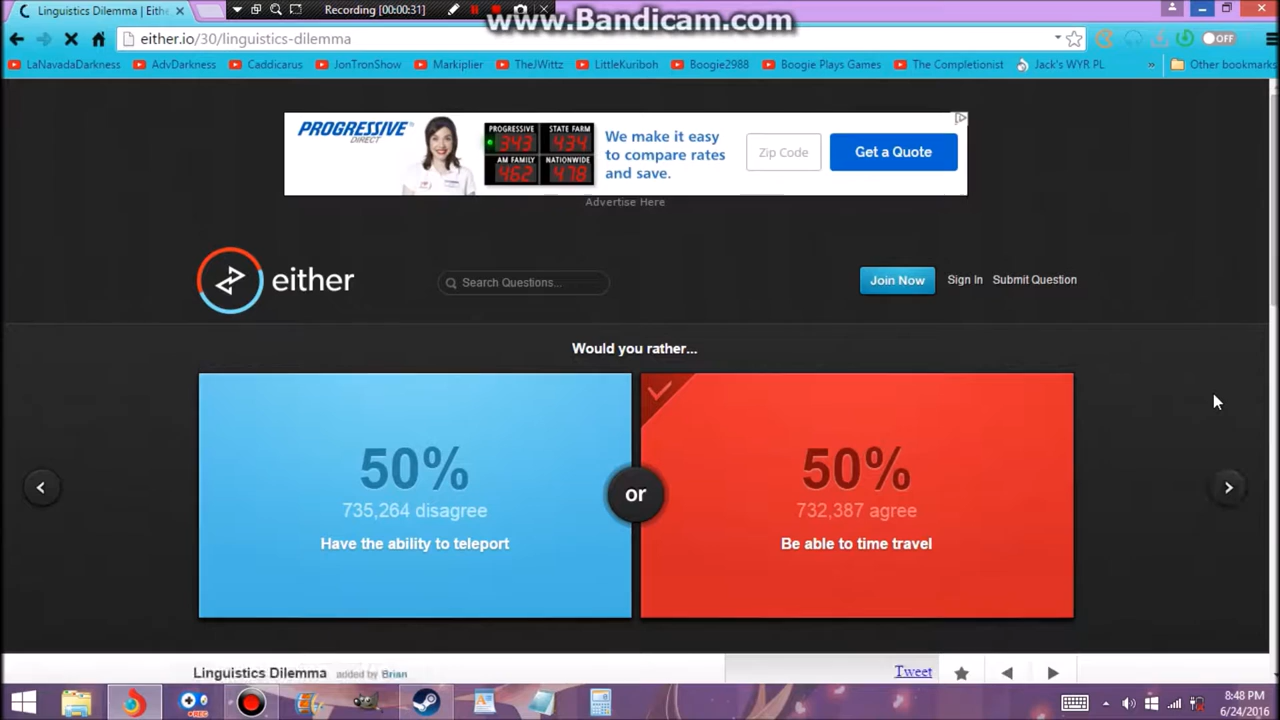 Linguistics Dilemma | Eith
Recording [00:00:31]
www.Bandicam.com
either.io/30/linguistics-dilemma
OFF
LaNavadaDarkness AdvDarkness Caddicarus JonTronShow Markiplier TheJWittz LittleKuriboh Boogie2988 Boogie Plays Games The Completionist Jack's WYR PL » Other bookmarks
PROGRESSIVE
DIRECT
PROGRESSIVE STATE FARM
343 434
AM FAMILY NATIONWIDE
462 478
We make it easy
to compare rates
and save.
Zip Code
Get a Quote
Advertise Here
either
Search Questions...
Join Now Sign In Submit Question
Would you rather...
50%
735,264 disagree
Have the ability to teleport
or
50%
732,387 agree
Be able to time travel
Linguistics Dilemma added by Brian
Tweet
REC
8:48 PM
6/24/2016